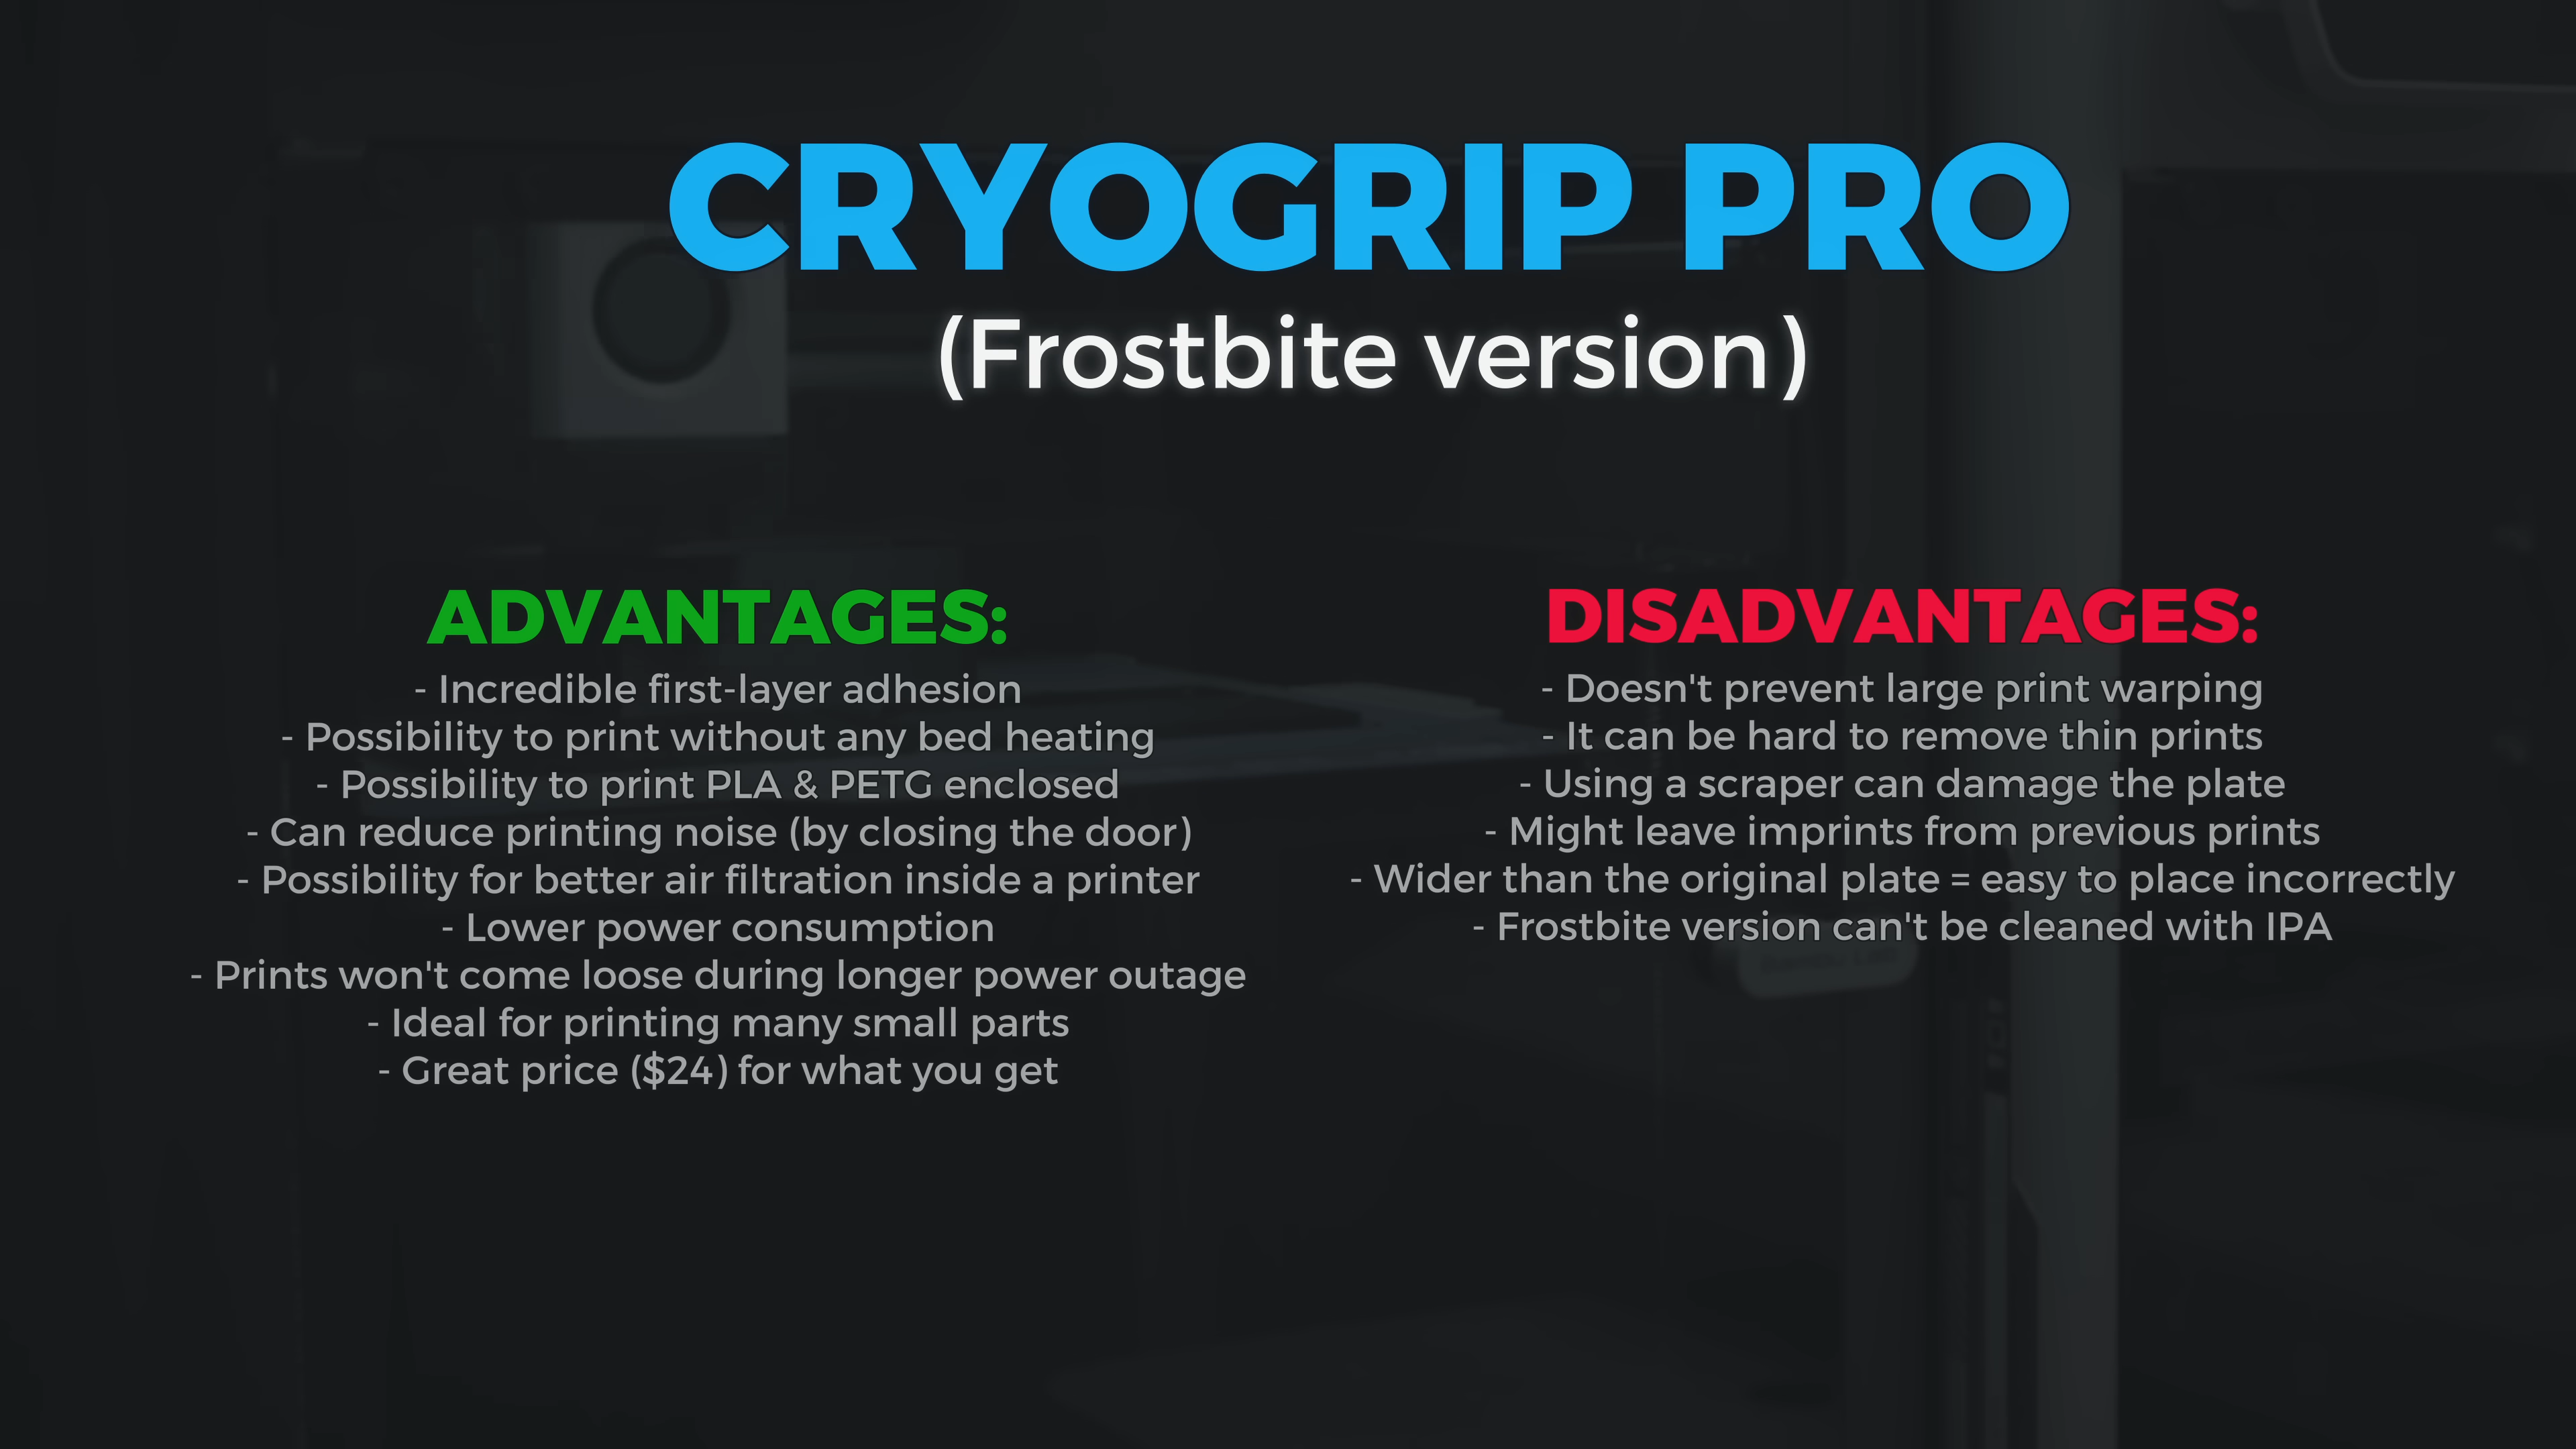 CRYOGRIP PRO
(Frostbite version)
ADVANTAGES:
- Incredible first-layer adhesion
- Possibility to print without any bed heating
- Possibility to print PLA & PETG enclosed
- Can reduce printing noise (by closing the door)
- Possibility for better air filtration inside a printer
- Lower power consumption
- Prints won't come loose during longer power outage
- Ideal for printing many small parts
- Great price ($24) for what you get
DISADVANTAGES:
- Doesn't prevent large print warping
- It can be hard to remove thin prints
- Using a scraper can damage the plate
- Might leave imprints from previous prints
- Wider than the original plate = easy to place incorrectly
- Frostbite version can't be cleaned with IPA